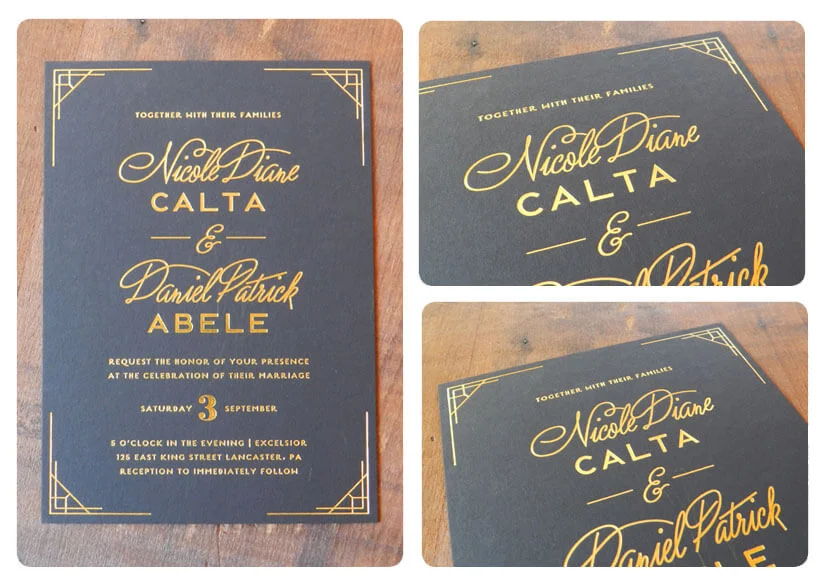 TOGETHER WITH THEIR FAMILIES
Nicole Diane
CALTA
&
Daniel Patrick
ABELE
REQUEST THE HONOR OF YOUR PRESENCE
AT THE CELEBRATION OF THEIR MARRIAGE
SATURDAY 3 SEPTEMBER
5 O'CLOCK IN THE EVENING | EXCELSIOR
125 EAST KING STREET LANCASTER, PA
RECEPTION TO IMMEDIATELY FOLLOW
TOGETHER WITH THEIR FAMILIES
Nicole Diane
CALTA
&
Daniel Patrick
TOGETHER WITH THEIR FAMILIES
Nicole Diane
CALTA
&
Daniel Patrick
LE